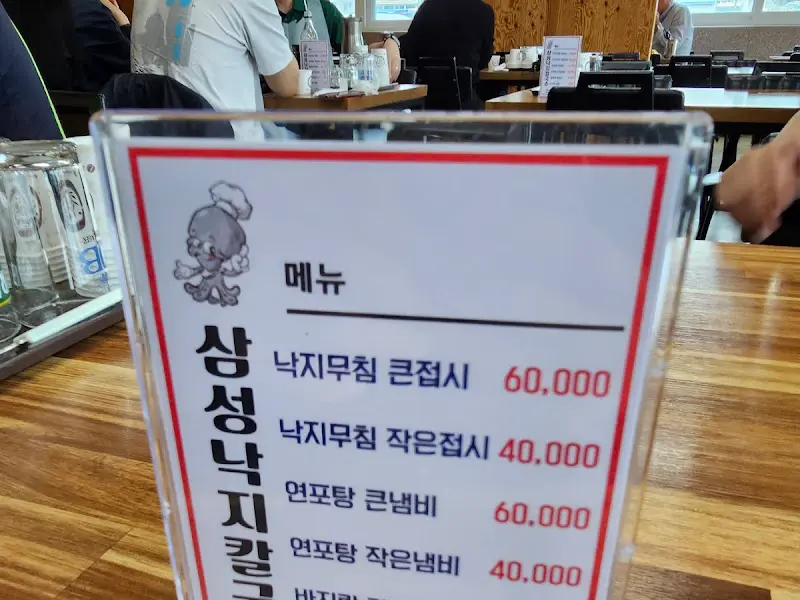 메뉴
삼성낙지칼
낙지무침 큰접시 60,000
낙지무침 작은접시 40,000
연포탕 큰냄비 60,000
연포탕 작은냄비 40,000